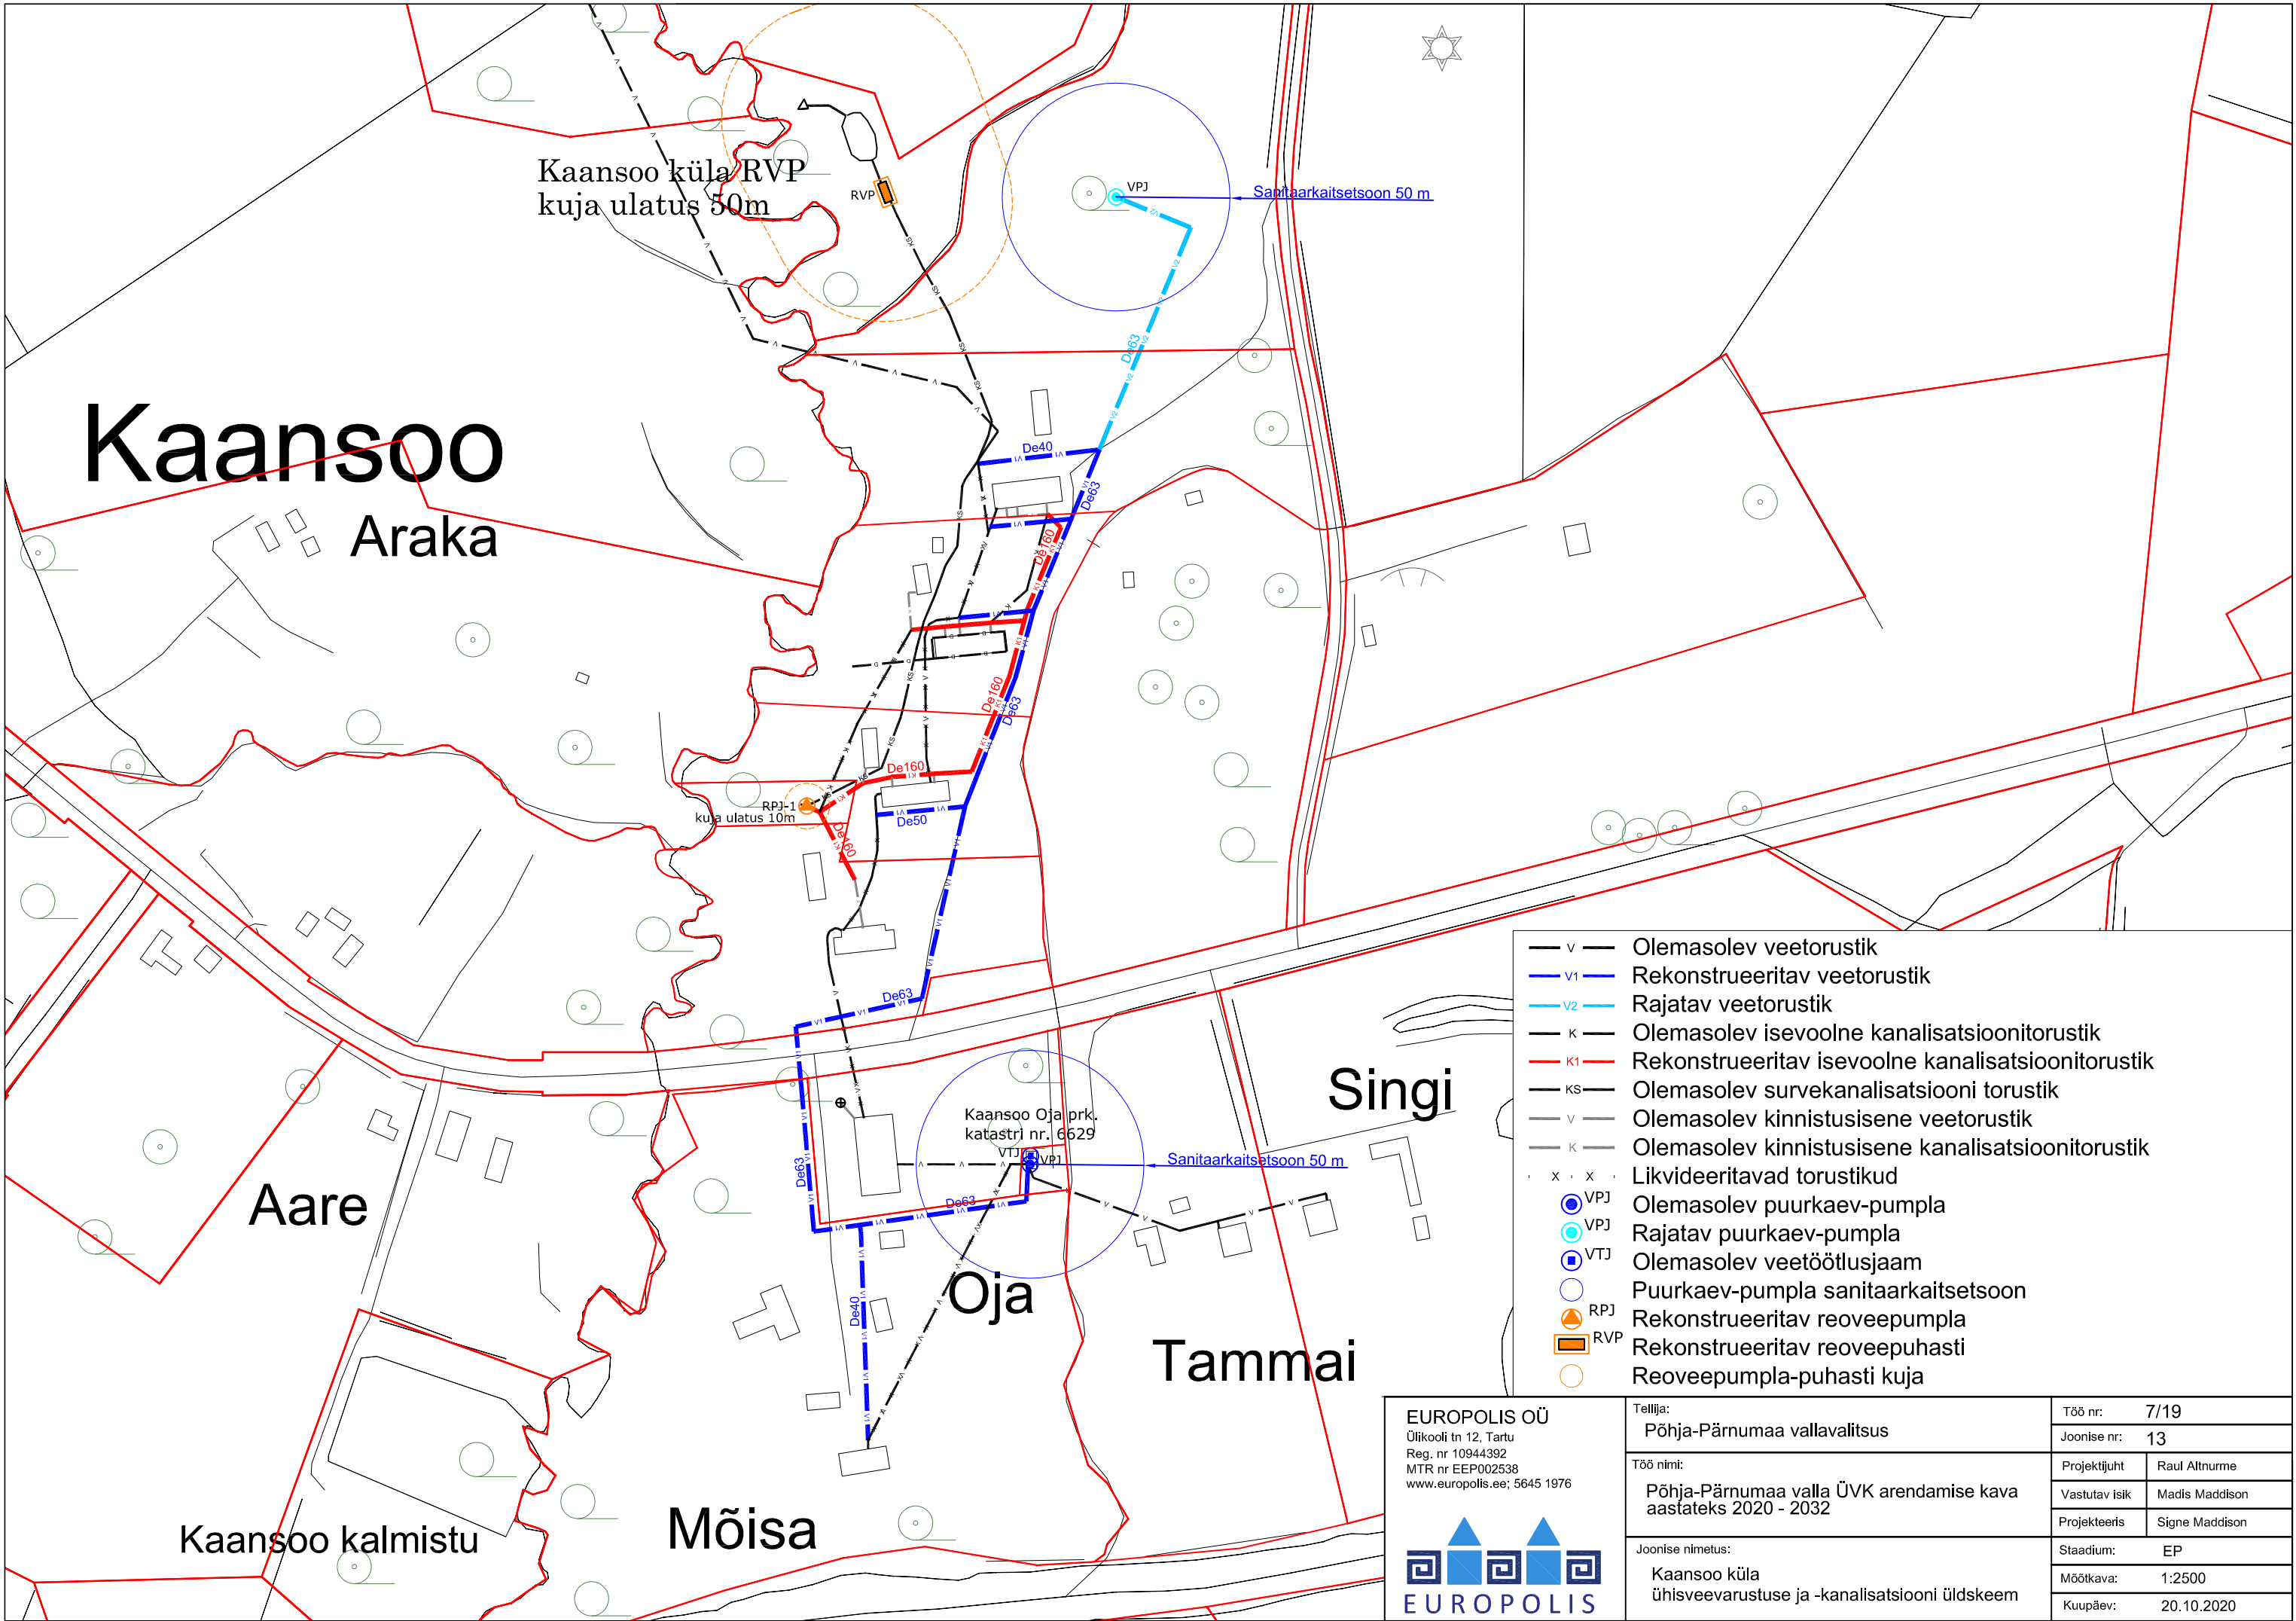 Kaansoo küla RVP
kuja ulatus 50m
RVP
VPJ
Sanitaarkaitsetsoon 50 m
De63
Kaansoo
Araka
De40
De63
De160
De160
De63
De160
RPJ-1
kuja ulatus 10m
De50
De160
De63
Kaansoo Oja prk.
katastri nr. 6629
VTJ
VPJ
Sanitaarkaitsetsoon 50 m
Singi
De63
De63
Aare
Oja
De40
Tammai
Mõisa
Kaansoo kalmistu
V Olemasolev veetorustik
V1 Rekonstrueeritav veetorustik
V2 Rajatav veetorustik
K Olemasolev isevoolne kanalisatsioonitorustik
K1 Rekonstrueeritav isevoolne kanalisatsioonitorustik
KS Olemasolev survekanalisatsiooni torustik
V Olemasolev kinnistusisene veetorustik
K Olemasolev kinnistusisene kanalisatsioonitorustik
X X Likvideeritavad torustikud
VPJ Olemasolev puurkaev-pumpla
VPJ Rajatav puurkaev-pumpla
VTJ Olemasolev veetöötlusjaam
Puurkaev-pumpla sanitaarkaitsetsoon
RPJ Rekonstrueeritav reoveepumpla
RVP Rekonstrueeritav reoveepuhasti
Reoveepumpla-puhasti kuja
EUROPOLIS OÜ
Ülikooli tn 12, Tartu
Reg. nr 10944392
MTR nr EEP002538
www.europolis.ee; 5645 1976
EUROPOLIS
Tellija:
Põhja-Pärnumaa vallavalitsus
Töö nimi:
Põhja-Pärnumaa valla ÜVK arendamise kava
aastateks 2020 - 2032
Joonise nimetus:
Kaansoo küla
ühisveevarustuse ja -kanalisatsiooni üldskeem
Töö nr: 7/19
Joonise nr: 13
Projektijuht Raul Altnurme
Vastutav isik Madis Maddison
Projekteeris Signe Maddison
Staadium: EP
Mõõtkava: 1:2500
Kuupäev: 20.10.2020